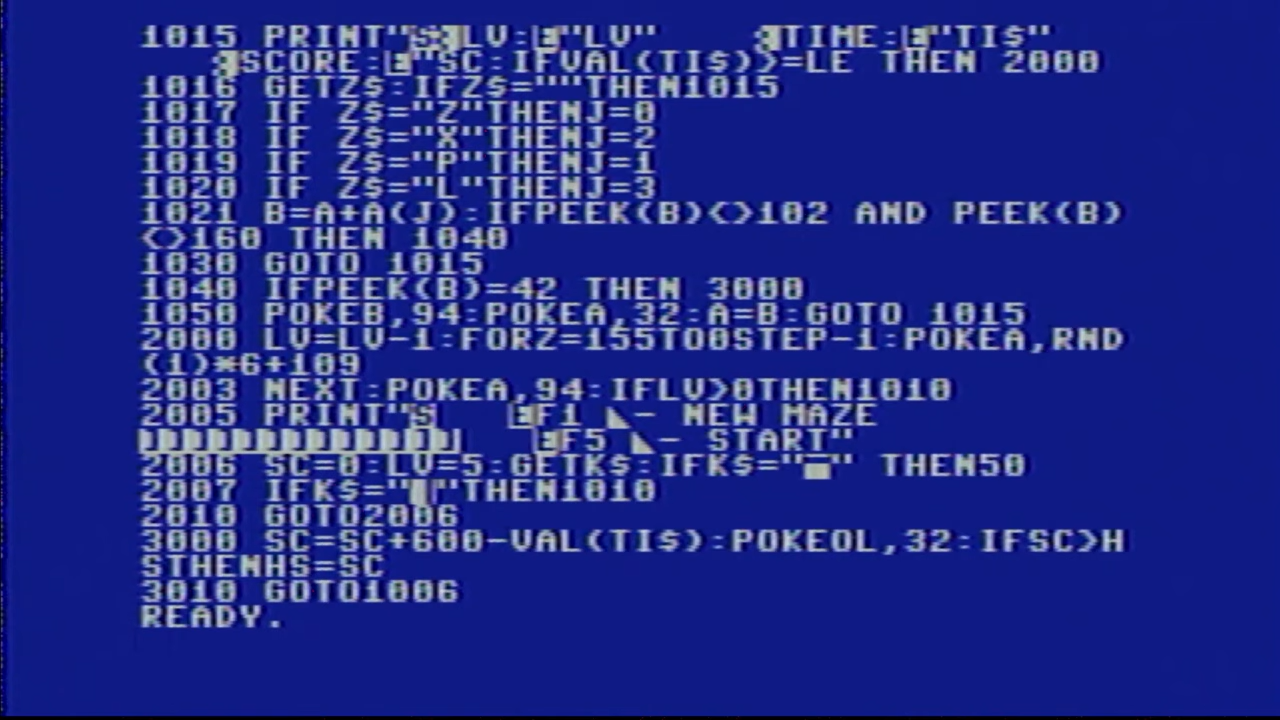 1015 PRINT"S LV:E"LV" TIME:E"TI$"
SCORE:E"SC:IFVAL(TI$)>=LE THEN 2000
1016 GETZ$:IFZ$=""THEN1015
1017 IF Z$="Z"THENJ=0
1018 IF Z$="X"THENJ=2
1019 IF Z$="P"THENJ=1
1020 IF Z$="L"THENJ=3
1021 B=A+A(J):IFPEEK(B)<>102 AND PEEK(B)
<>160 THEN 1040
1030 GOTO 1015
1040 IFPEEK(B)=42 THEN 3000
1050 POKEB,94:POKEA,32:A=B:GOTO 1015
2000 LV=LV-1:FORZ=155TO0STEP-1:POKEA,RND
(1)*6+109
2003 NEXT:POKEA,94:IFLV>0THEN1010
2005 PRINT"S EF1 ◣- NEW MAZE
EF5 ◣- START"
2006 SC=0:LV=5:GETK$:IFK$="▄" THEN50
2007 IFK$="█"THEN1010
2010 GOTO2006
3000 SC=SC+600-VAL(TI$):POKEOL,32:IFSC>H
STHENHS=SC
3010 GOTO1006
READY.